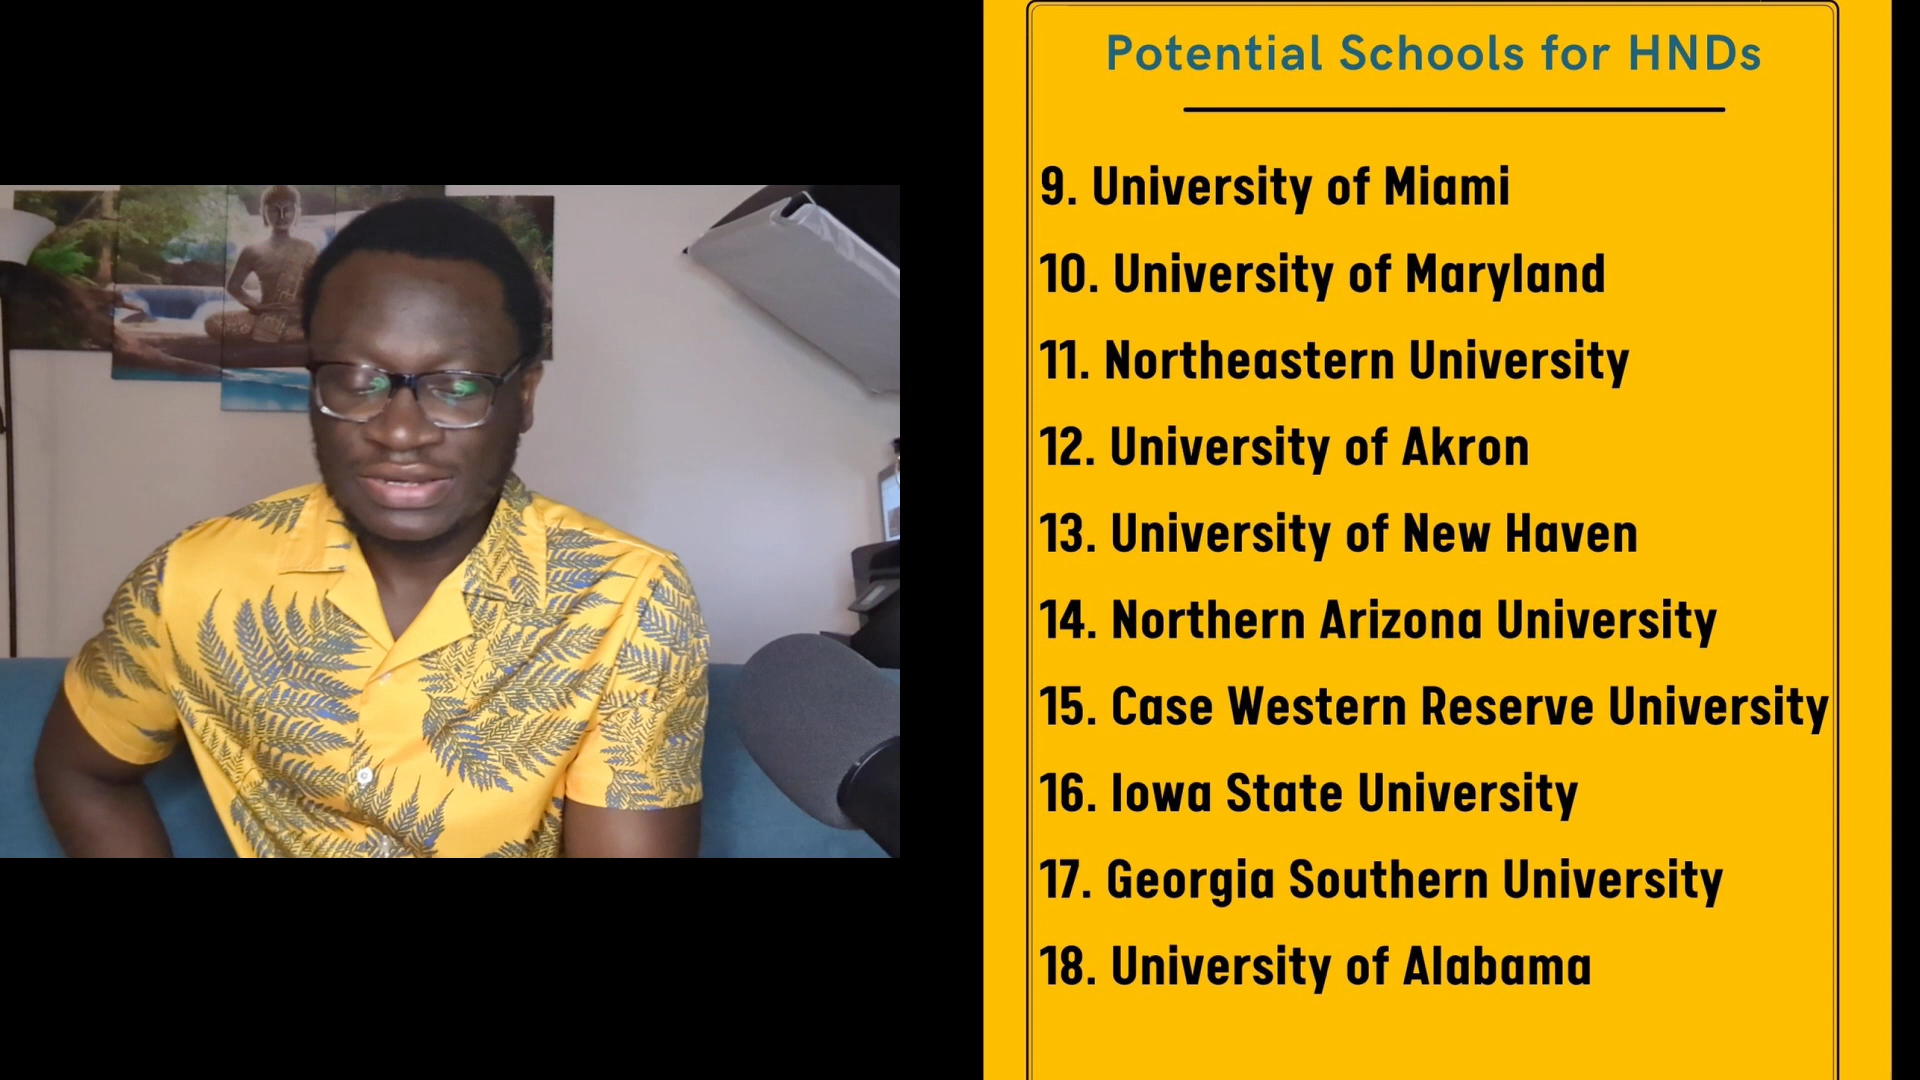 Potential Schools for HNDs
9. University of Miami
10. University of Maryland
11. Northeastern University
12. University of Akron
13. University of New Haven
14. Northern Arizona University
15. Case Western Reserve University
16. Iowa State University
17. Georgia Southern University
18. University of Alabama